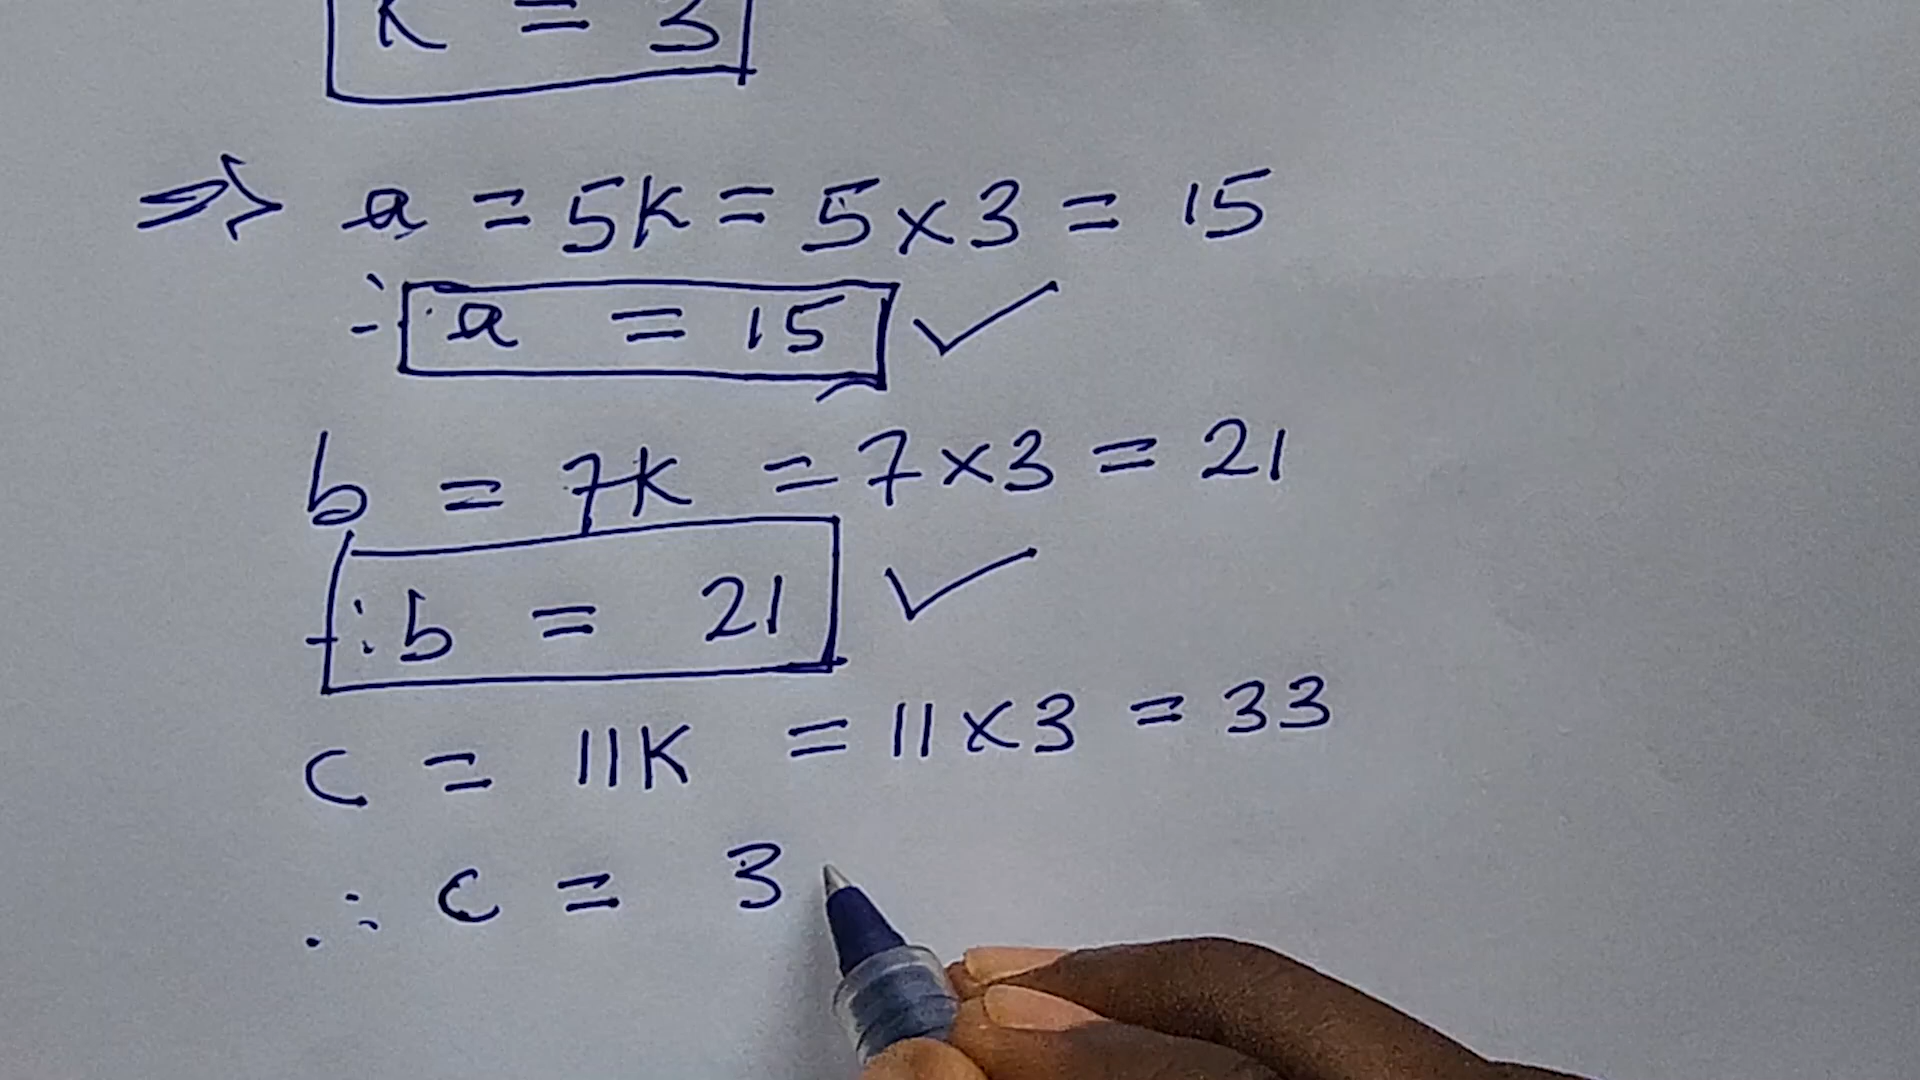 K = 3
⇒ a = 5K = 5 × 3 = 15
∴ a = 15 ✓
b = 7K = 7 × 3 = 21
∴ b = 21 ✓
c = 11K = 11 × 3 = 33
∴ c = 3